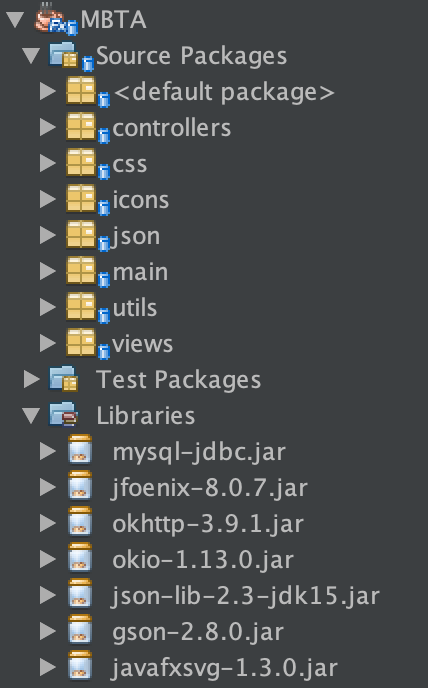 MBTA
Source Packages
<default package>
controllers
css
icons
json
main
utils
views
Test Packages
Libraries
mysql-jdbc.jar
jfoenix-8.0.7.jar
okhttp-3.9.1.jar
okio-1.13.0.jar
json-lib-2.3-jdk15.jar
gson-2.8.0.jar
javafxsvg-1.3.0.jar